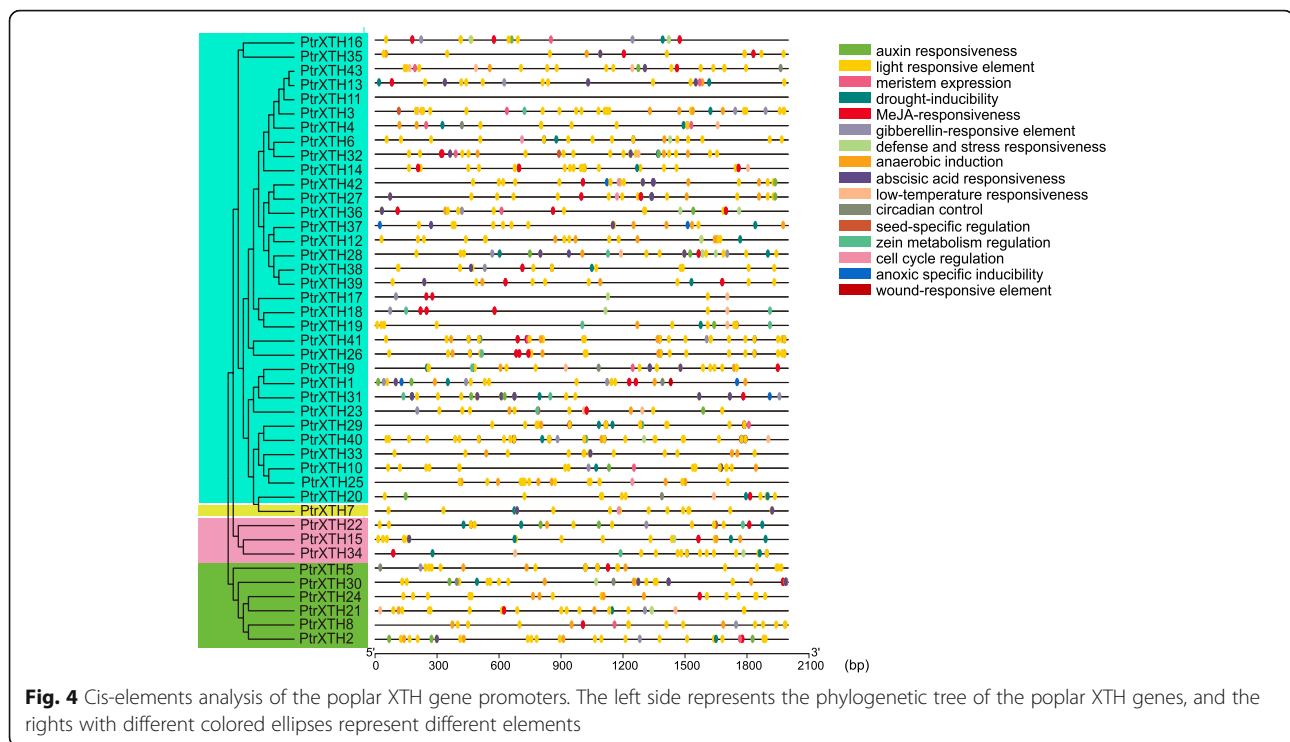 PtrXTH16
PtrXTH35
PtrXTH43
PtrXTH13
PtrXTH11
PtrXTH3
PtrXTH4
PtrXTH6
PtrXTH32
PtrXTH14
PtrXTH42
PtrXTH27
PtrXTH36
PtrXTH37
PtrXTH12
PtrXTH28
PtrXTH38
PtrXTH39
PtrXTH17
PtrXTH18
PtrXTH19
PtrXTH41
PtrXTH26
PtrXTH9
PtrXTH1
PtrXTH31
PtrXTH23
PtrXTH29
PtrXTH40
PtrXTH33
PtrXTH10
PtrXTH25
PtrXTH20
PtrXTH7
PtrXTH22
PtrXTH15
PtrXTH34
PtrXTH5
PtrXTH30
PtrXTH24
PtrXTH21
PtrXTH8
PtrXTH2
5' 3'
0 300 600 900 1200 1500 1800 2100 (bp)
auxin responsiveness
light responsive element
meristem expression
drought-inducibility
MeJA-responsiveness
gibberellin-responsive element
defense and stress responsiveness
anaerobic induction
abscisic acid responsiveness
low-temperature responsiveness
circadian control
seed-specific regulation
zein metabolism regulation
cell cycle regulation
anoxic specific inducibility
wound-responsive element
Fig. 4 Cis-elements analysis of the poplar XTH gene promoters. The left side represents the phylogenetic tree of the poplar XTH genes, and the
rights with different colored ellipses represent different elements